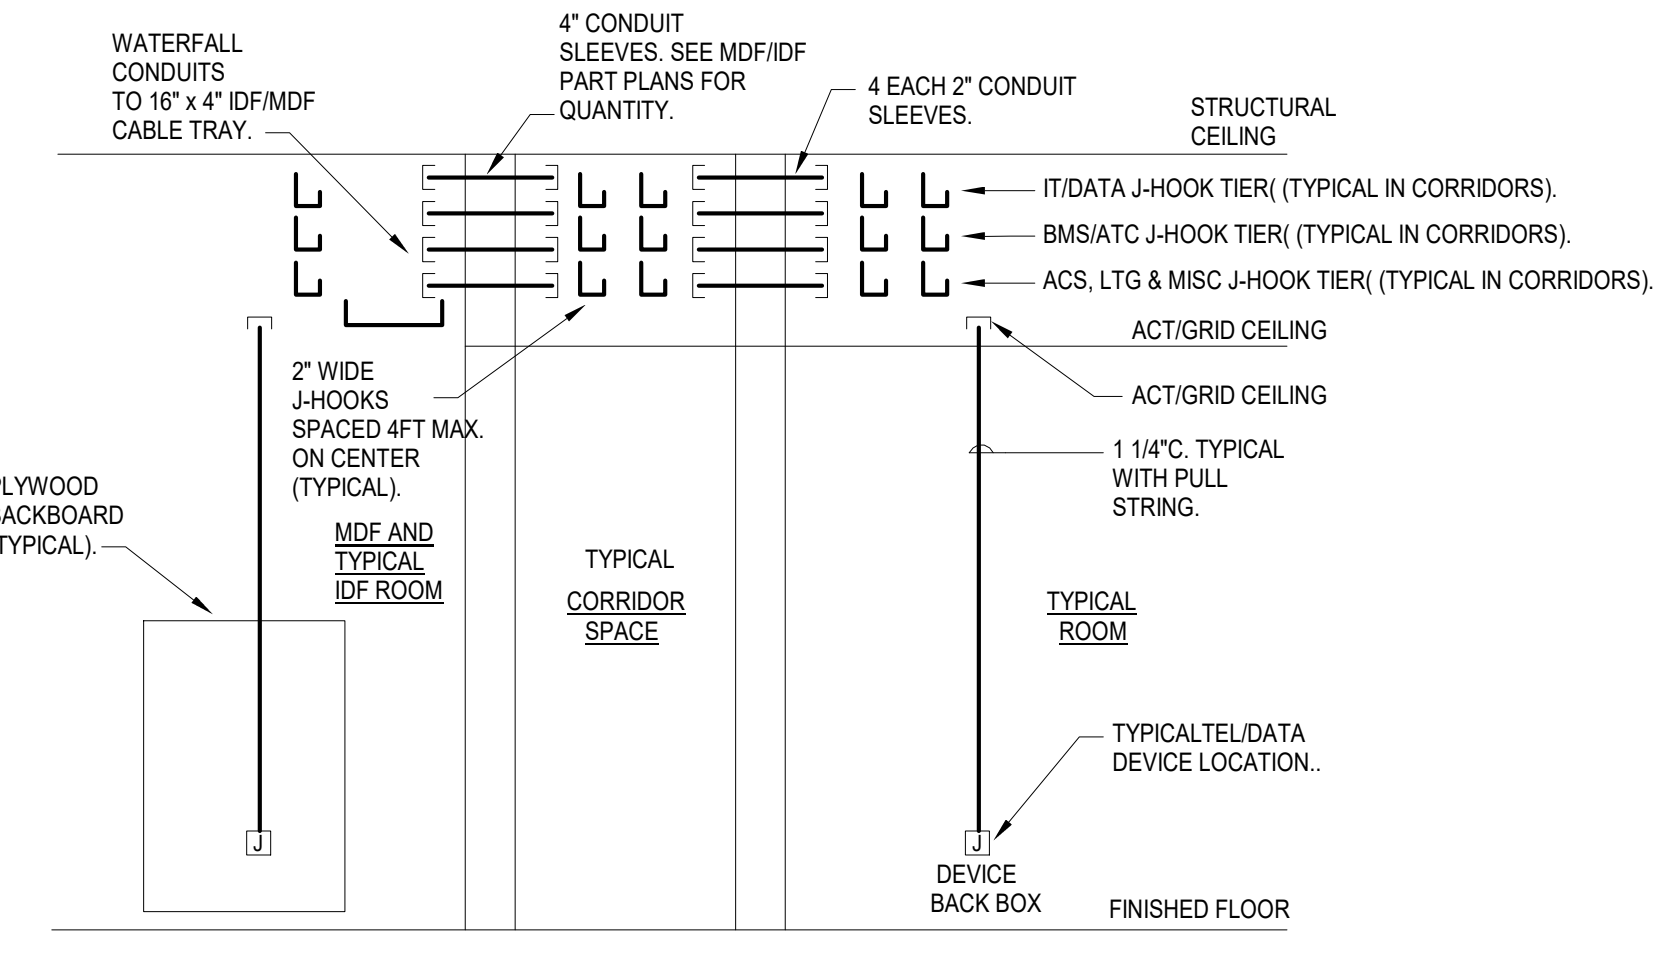 WATERFALL
CONDUITS
TO 16" x 4" IDF/MDF
CABLE TRAY.
4" CONDUIT
SLEEVES. SEE MDF/IDF
PART PLANS FOR
QUANTITY.
4 EACH 2" CONDUIT
SLEEVES.
STRUCTURAL
CEILING
IT/DATA J-HOOK TIER( (TYPICAL IN CORRIDORS).
BMS/ATC J-HOOK TIER( (TYPICAL IN CORRIDORS).
ACS, LTG & MISC J-HOOK TIER( (TYPICAL IN CORRIDORS).
ACT/GRID CEILING
ACT/GRID CEILING
2" WIDE
J-HOOKS
SPACED 4FT MAX.
ON CENTER
(TYPICAL).
1 1/4"C. TYPICAL
WITH PULL
STRING.
PLYWOOD
BACKBOARD
TYPICAL).
MDF AND
TYPICAL
IDF ROOM
TYPICAL
CORRIDOR
SPACE
TYPICAL
ROOM
TYPICALTEL/DATA
DEVICE LOCATION..
J
J
DEVICE
BACK BOX
FINISHED FLOOR